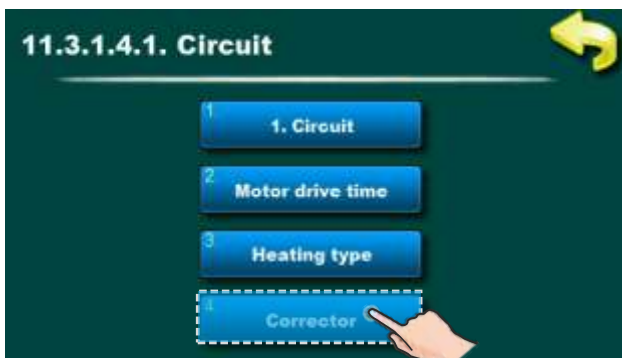 11.3.1.4.1. Circuit
1
1. Circuit
2
Motor drive time
3
Heating type
4
Corrector